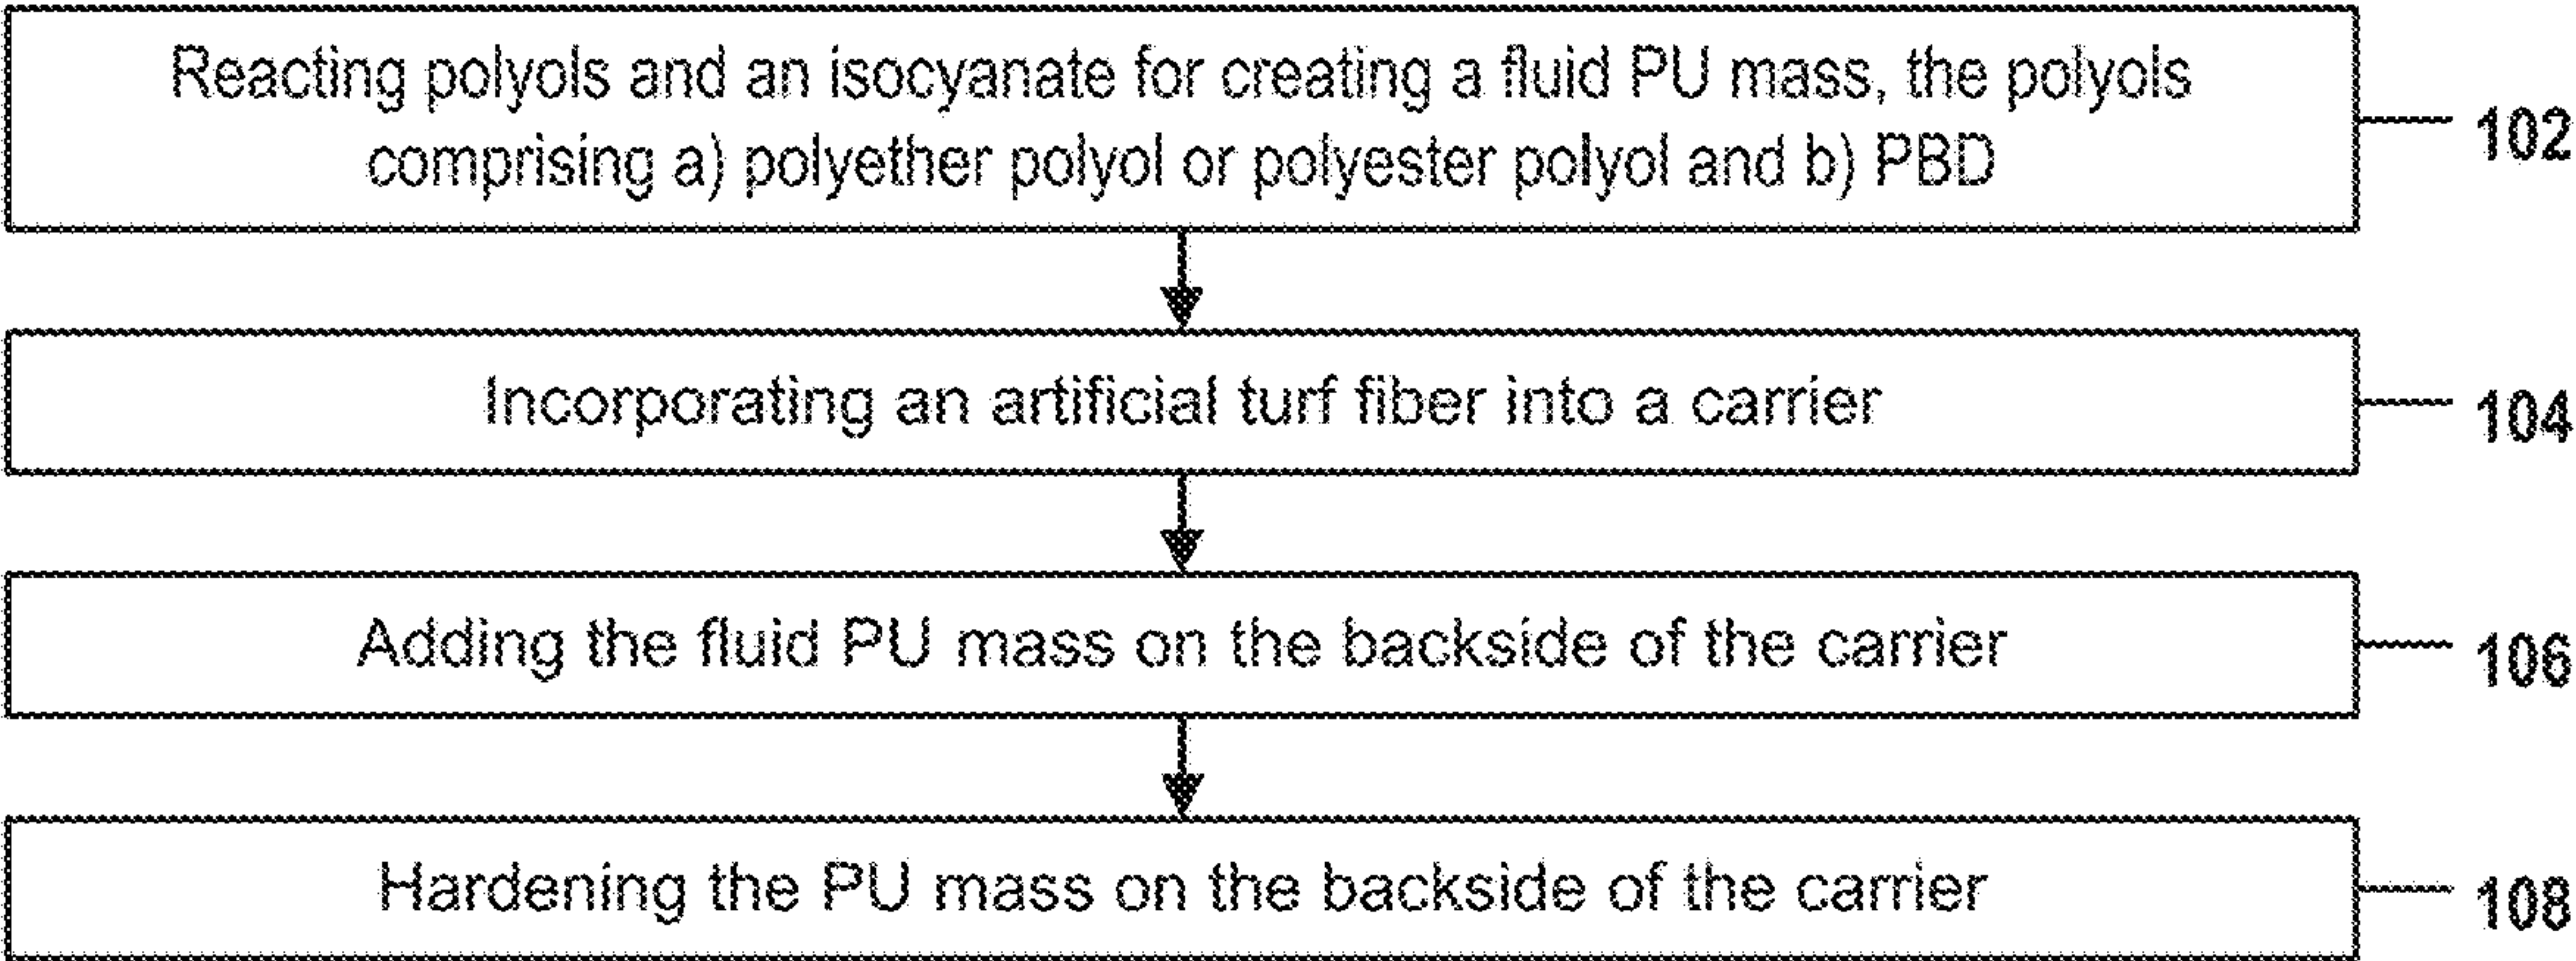 Reacting polyols and an isocyanate for creating a fluid PU mass, the polyols
comprising a) polyether polyol or polyester polyol and b) PBD
102
Incorporating an artificial turf fiber into a carrier
104
Adding the fluid PU mass on the backside of the carrier
106
Hardening the PU mass on the backside of the carrier
108